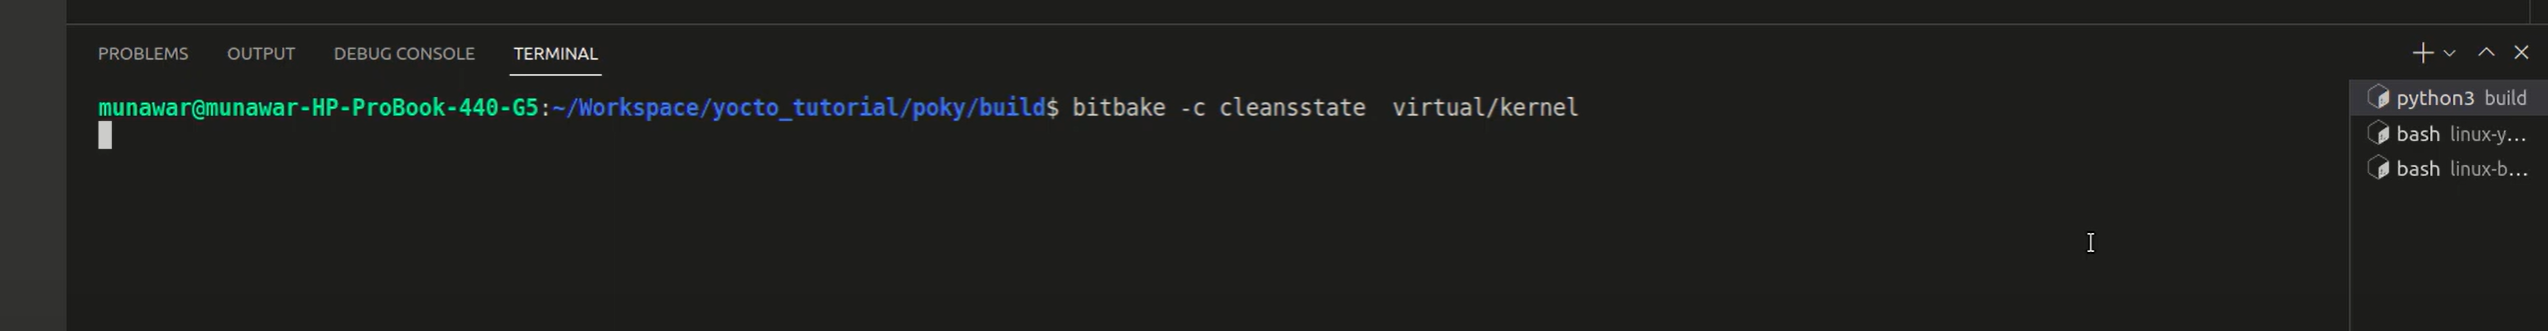 PROBLEMS OUTPUT DEBUG CONSOLE TERMINAL
munawar@munawar-HP-ProBook-440-G5:~/Workspace/yocto_tutorial/poky/build$ bitbake -c cleansstate  virtual/kernel
python3 build
bash linux-y...
bash linux-b...